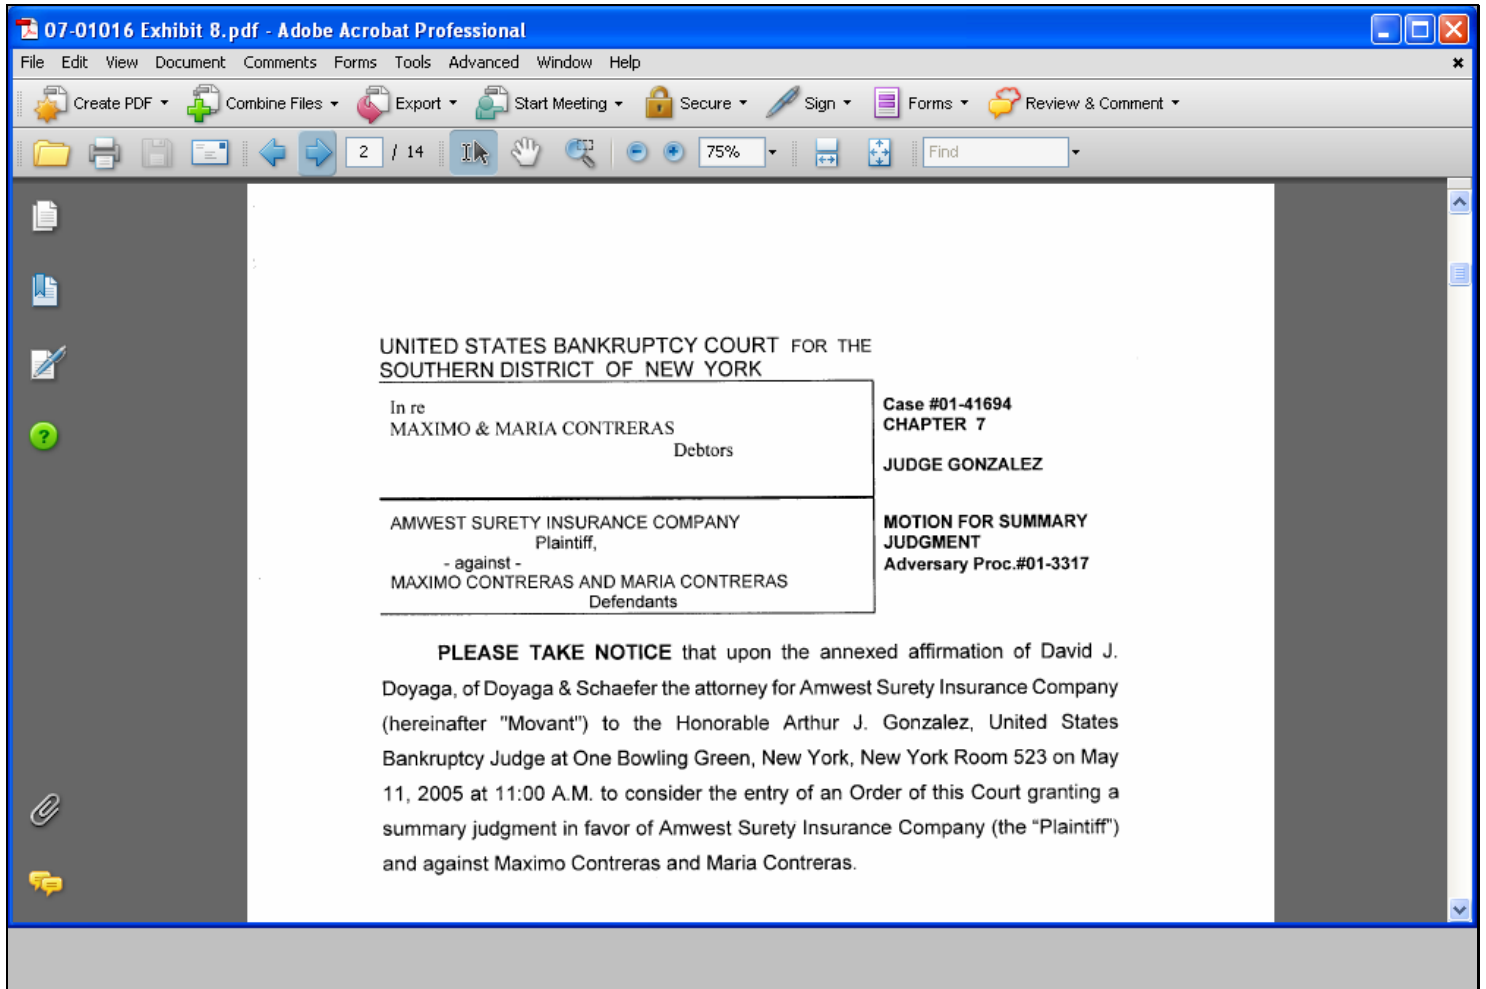 07-01016 Exhibit 8.pdf - Adobe Acrobat Professional
File Edit View Document Comments Forms Tools Advanced Window Help
Create PDF Combine Files Export Start Meeting Secure Sign Forms Review & Comment
2 / 14 75% Find
UNITED STATES BANKRUPTCY COURT FOR THE
SOUTHERN DISTRICT OF NEW YORK
In re
MAXIMO & MARIA CONTRERAS
Debtors
Case #01-41694
CHAPTER 7
JUDGE GONZALEZ
AMWEST SURETY INSURANCE COMPANY
Plaintiff,
- against -
MAXIMO CONTRERAS AND MARIA CONTRERAS
Defendants
MOTION FOR SUMMARY
JUDGMENT
Adversary Proc.#01-3317
PLEASE TAKE NOTICE that upon the annexed affirmation of David J.
Doyaga, of Doyaga & Schaefer the attorney for Amwest Surety Insurance Company
(hereinafter "Movant") to the Honorable Arthur J. Gonzalez, United States
Bankruptcy Judge at One Bowling Green, New York, New York Room 523 on May
11, 2005 at 11:00 A.M. to consider the entry of an Order of this Court granting a
summary judgment in favor of Amwest Surety Insurance Company (the “Plaintiff”)
and against Maximo Contreras and Maria Contreras.